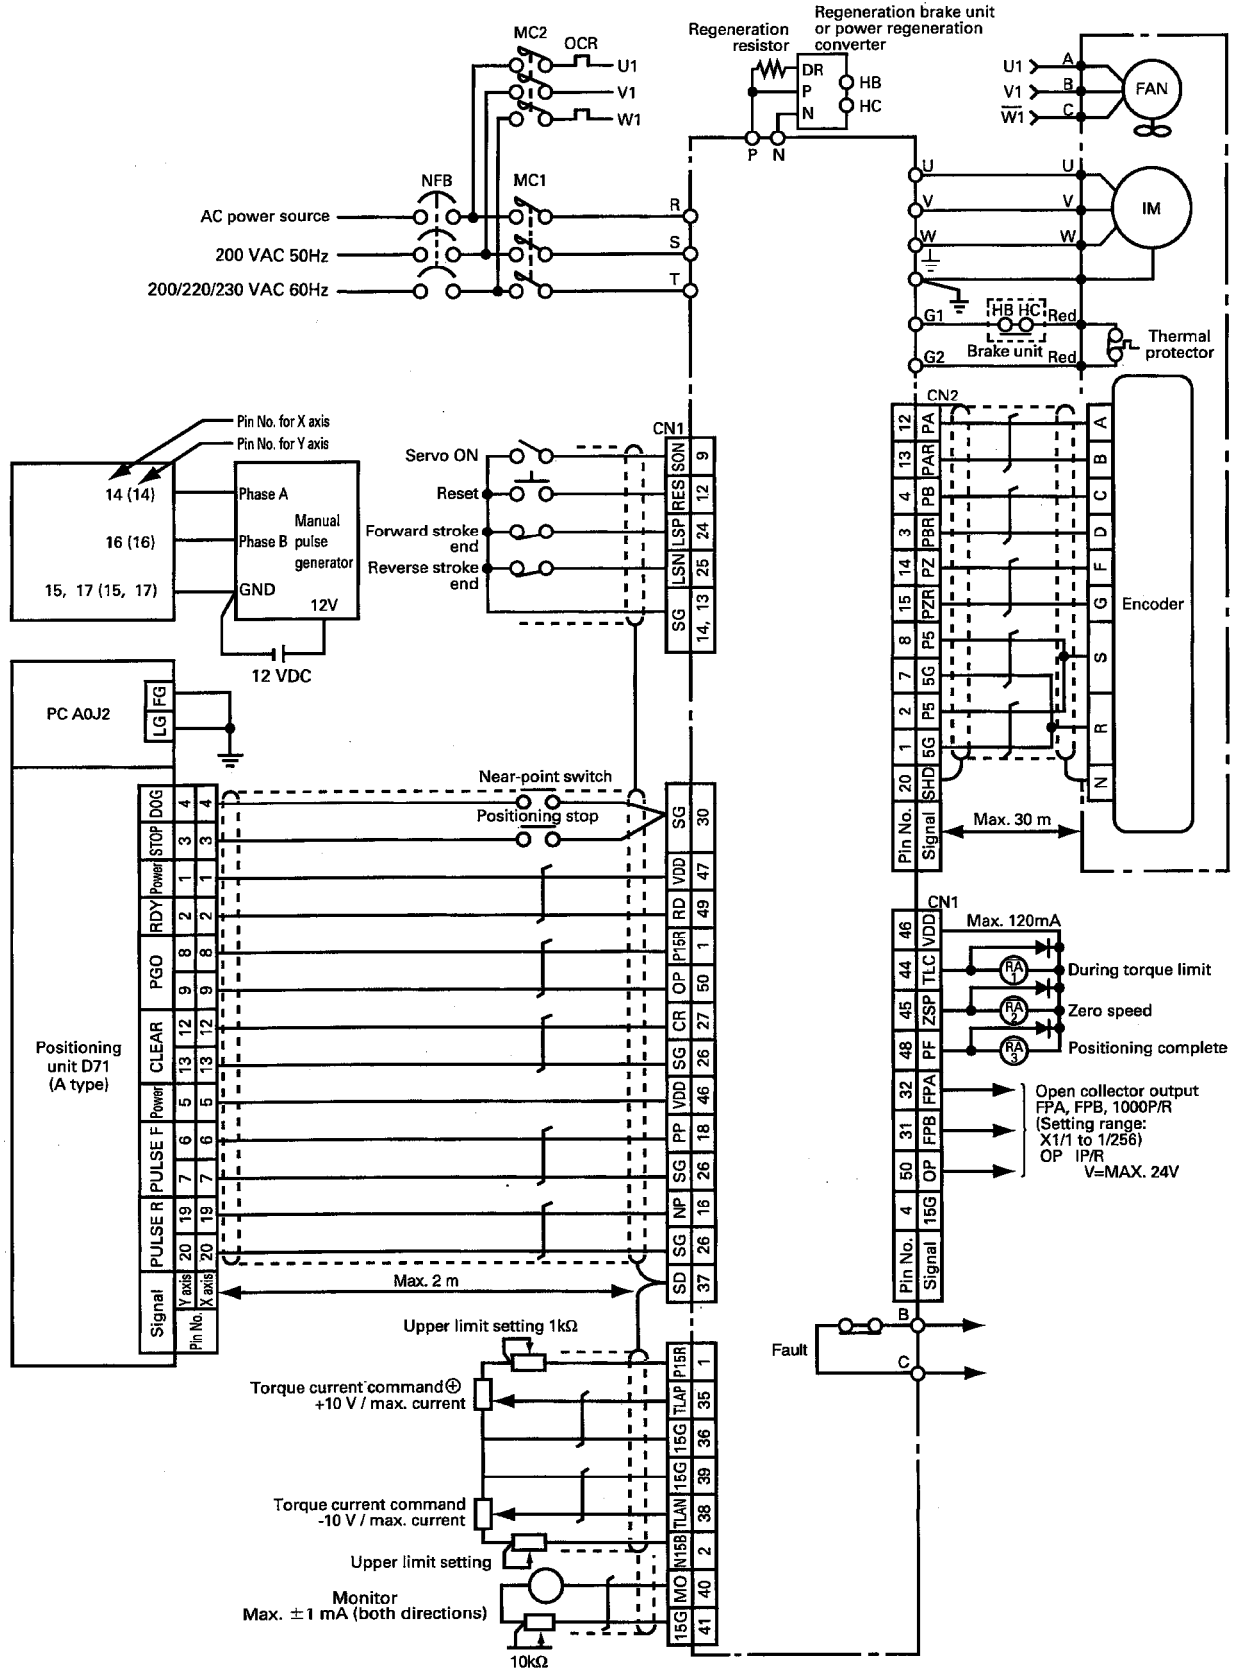 MC2
OCR
U1
V1
W1
Regeneration
resistor
Regeneration brake unit
or power regeneration
converter
DR
P
N
HB
HC
P
N
U1
V1
W1
A
B
C
FAN
NFB
MC1
AC power source
200 VAC 50Hz
200/220/230 VAC 60Hz
R
S
T
U
V
W
U
V
W
IM
G1
G2
HB HC
Brake unit
Red
Red
Thermal
protector
Pin No. for X axis
Pin No. for Y axis
14 (14)
16 (16)
15, 17 (15, 17)
Phase A
Phase B
GND
Manual
pulse
generator
12V
12 VDC
Servo ON
Reset
Forward stroke
end
Reverse stroke
end
CN1
SON 9
RES 12
LSP 24
LSN 25
SG 14, 13
CN2
12 PA
13 PAR
4 PB
3 PBR
14 PZ
15 PZR
8 P5
7 5G
2 P5
1 5G
20 SHD
Pin No. Signal
A
B
C
D
F
G
S
R
N
Encoder
Max. 30 m
PC A0J2
FG
LG
Positioning
unit D71
(A type)
DOG 4 4
STOP 3 3
Power 1 1
RDY 2 2
PGO 8 8
9 9
CLEAR 12 12
13 13
Power 5 5
PULSE F 6 6
7 7
PULSE R 19 19
20 20
Signal
Y axis
X axis
Pin No.
Near-point switch
Positioning stop
Max. 2 m
SG 30
VDD 47
RD 49
P15R 1
OP 50
CR 27
SG 26
VDD 46
PP 18
SG 26
NP 16
SG 26
SD 37
CN1
46 VDD
44 TLC
45 ZSP
48 PF
32 FPA
31 FPB
50 OP
4 15G
Pin No. Signal
Max. 120mA
RA 1
During torque limit
RA 2
Zero speed
RA 3
Positioning complete
Open collector output
FPA, FPB, 1000P/R
(Setting range:
X1/1 to 1/256)
OP IP/R
V=MAX. 24V
Fault
B
C
Upper limit setting 1kΩ
Torque current command ⊕
+10 V / max. current
Torque current command
-10 V / max. current
Upper limit setting
Monitor
Max. ±1 mA (both directions)
10kΩ
P15R 1
TLAP 35
15G 36
15G 39
TLAN 38
N15B 2
MO 40
15G 41